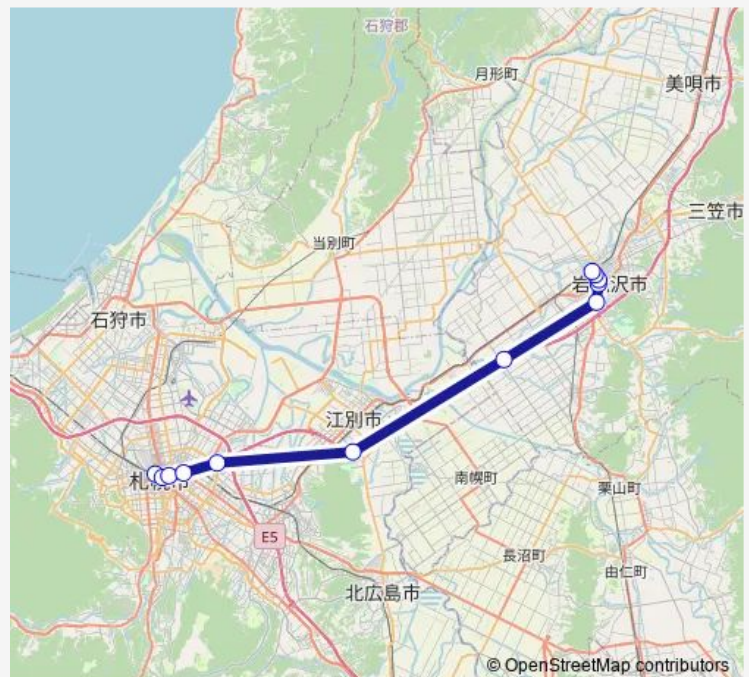 石狩郡
月形町
美唄市
三笠市
当別町
岩見沢市
石狩市
江別市
札幌市
南幌町
栗山町
E5
長沼町
由仁町
北広島市
© OpenStreetMap contributors